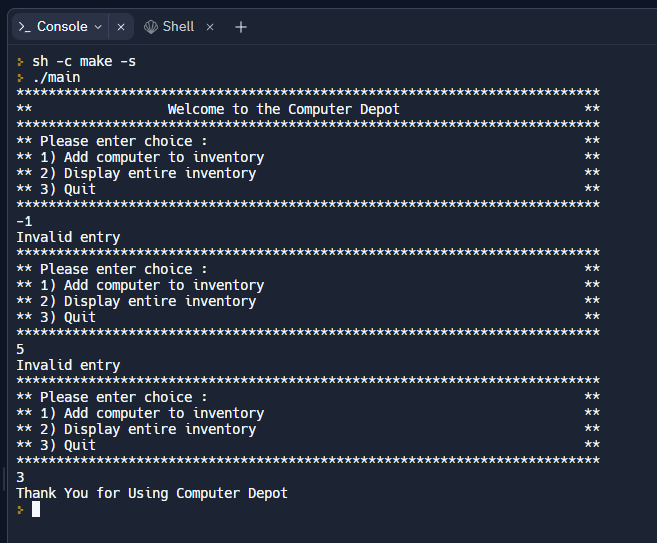 Console Shell
sh -c make -s
./main
*************************************************************************
** Welcome to the Computer Depot **
*************************************************************************
** Please enter choice : **
** 1) Add computer to inventory **
** 2) Display entire inventory **
** 3) Quit **
*************************************************************************
-1
Invalid entry
*************************************************************************
** Please enter choice : **
** 1) Add computer to inventory **
** 2) Display entire inventory **
** 3) Quit **
*************************************************************************
5
Invalid entry
*************************************************************************
** Please enter choice : **
** 1) Add computer to inventory **
** 2) Display entire inventory **
** 3) Quit **
*************************************************************************
3
Thank You for Using Computer Depot